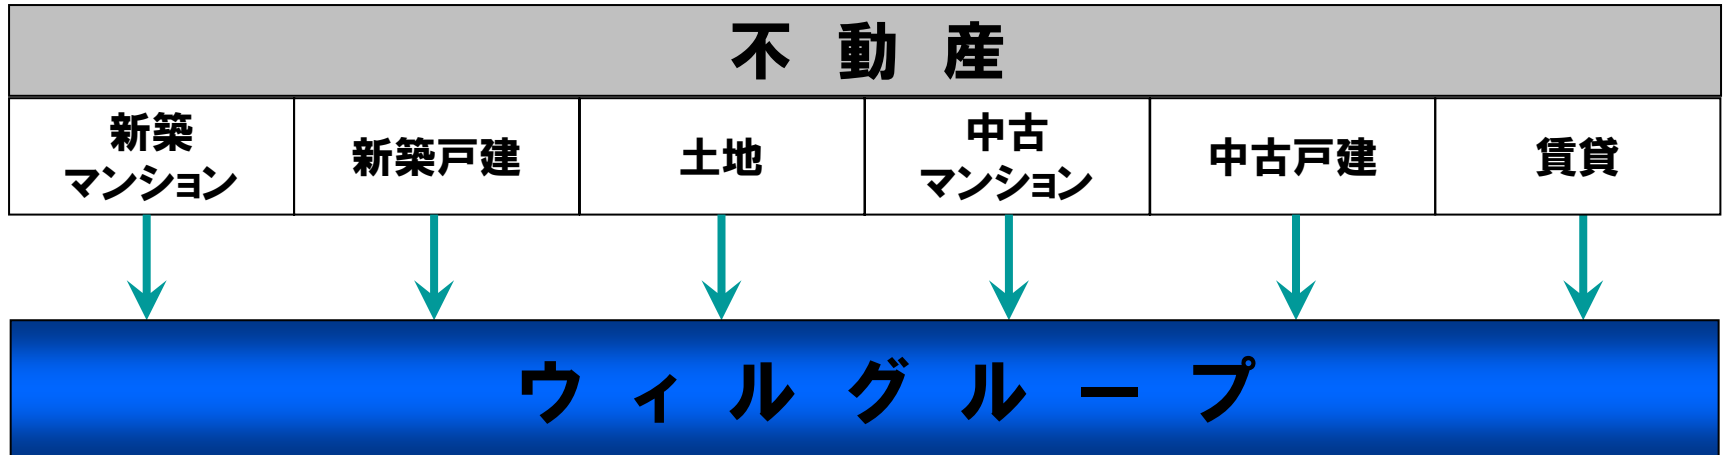 不動産
新築
マンション
新築戸建
土地
中古
マンション
中古戸建
賃貸
ウィルグループ